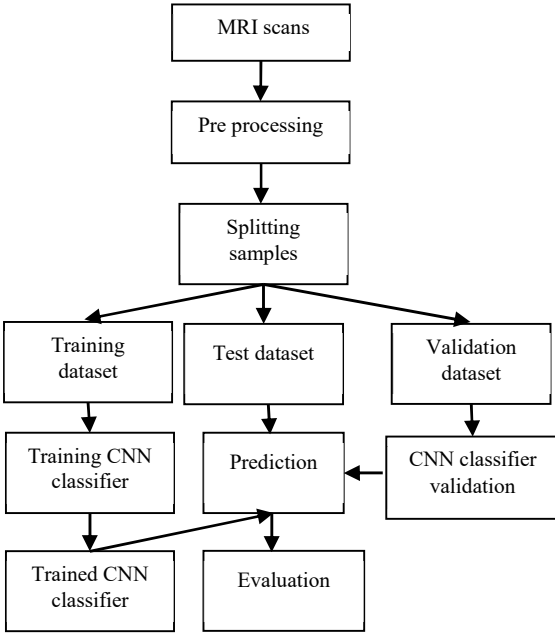 MRI scans
Pre processing
Splitting
samples
Training
dataset
Test dataset
Validation
dataset
Training CNN
classifier
Prediction
CNN classifier
validation
Trained CNN
classifier
Evaluation